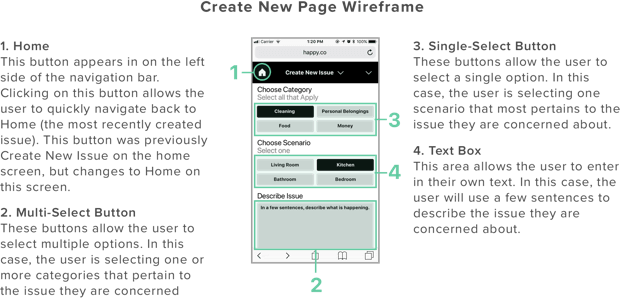 Create New Page Wireframe
1. Home
This button appears in on the left
side of the navigation bar.
Clicking on this button allows the
user to quickly navigate back to
Home (the most recently created
issue). This button was previously
Create New Issue on the home
screen, but changes to Home on
this screen.
2. Multi-Select Button
These buttons allow the user to
select multiple options. In this
case, the user is selecting one or
more categories that pertain to
the issue they are concerned
1
Carrier
1:20 PM
100%
happy.co
Create New Issue
Choose Category
Select all that Apply
Cleaning
Personal Belongings
Food
Money
3
Choose Scenario
Select one
Living Room
Kitchen
Bathroom
Bedroom
4
Describe Issue
In a few sentences, describe what is happening.
2
3. Single-Select Button
These buttons allow the user to
select a single option. In this
case, the user is selecting one
scenario that most pertains to the
issue they are concerned about.
4. Text Box
This area allows the user to enter
in their own text. In this case, the
user will use a few sentences to
describe the issue they are
concerned about.